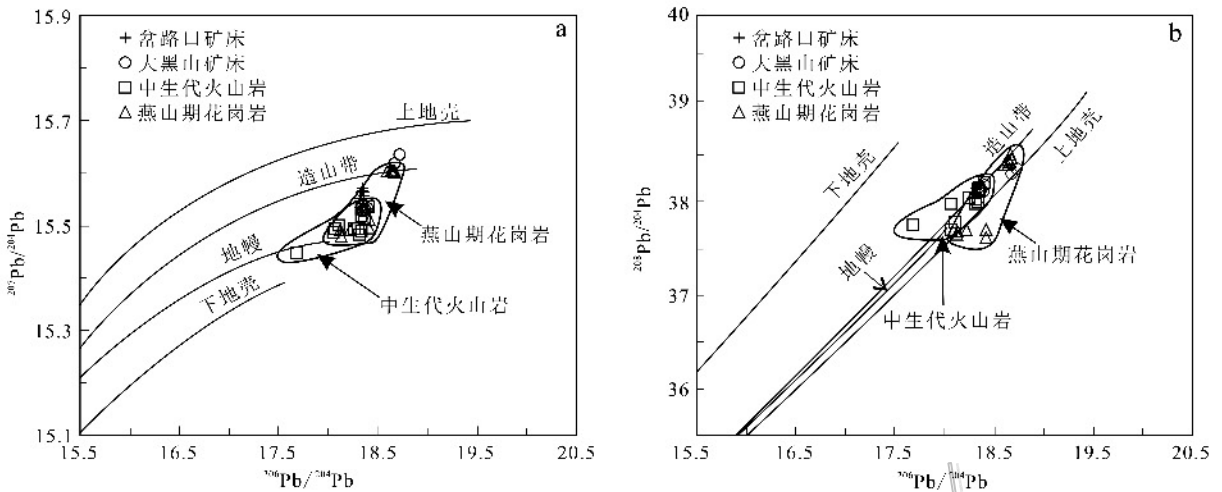 a
+ 岔路口矿床
○ 大黑山矿床
□ 中生代火山岩
△ 燕山期花岗岩
上地壳
造山带
地幔
下地壳
燕山期花岗岩
中生代火山岩
15.9
15.7
15.5
15.3
15.1
²⁰⁷Pb/²⁰⁴Pb
15.5 16.5 17.5 18.5 19.5 20.5
²⁰⁶Pb/²⁰⁴Pb
b
+ 岔路口矿床
○ 大黑山矿床
□ 中生代火山岩
△ 燕山期花岗岩
下地壳
造山带
上地壳
地幔
燕山期花岗岩
中生代火山岩
40
39
38
37
36
²⁰⁸Pb/²⁰⁴Pb
15.5 16.5 17.5 18.5 19.5 20.5
²⁰⁶Pb/²⁰⁴Pb